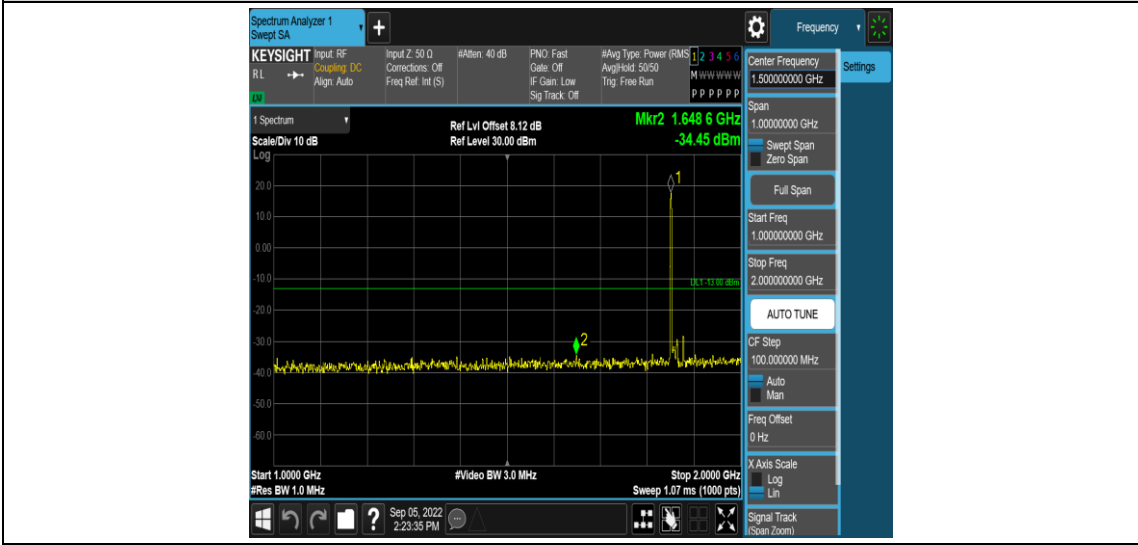 Spectrum Analyzer 1
Swept SA
+
Frequency
KEYSIGHT
RL
LM
Input: RF
Coupling: DC
Align: Auto
Input Z: 50 Ω
Corrections: Off
Freq Ref: Int (S)
#Atten: 40 dB
PNO: Fast
Gate: Off
IF Gain: Low
Sig Track: Off
#Avg Type: Power (RMS
Avg|Hold: 50/50
Trig: Free Run
1 2 3 4 5 6
M W W W W W
P P P P P P
1 Spectrum
Scale/Div 10 dB
Log
Ref Lvl Offset 8.12 dB
Ref Level 30.00 dBm
Mkr2 1.648 6 GHz
-34.45 dBm
1
20.0
10.0
0.00
-10.0
DL1 -13.00 dBm
-20.0
-30.0
2
-40.0
-50.0
-60.0
Start 1.0000 GHz
#Res BW 1.0 MHz
#Video BW 3.0 MHz
Stop 2.0000 GHz
Sweep 1.07 ms (1000 pts)
Center Frequency
1.500000000 GHz
Settings
Span
1.00000000 GHz
Swept Span
Zero Span
Full Span
Start Freq
1.000000000 GHz
Stop Freq
2.000000000 GHz
AUTO TUNE
CF Step
100.000000 MHz
Auto
Man
Freq Offset
0 Hz
X Axis Scale
Log
Lin
Signal Track
(Span Zoom)
?
Sep 05, 2022
2:23:35 PM